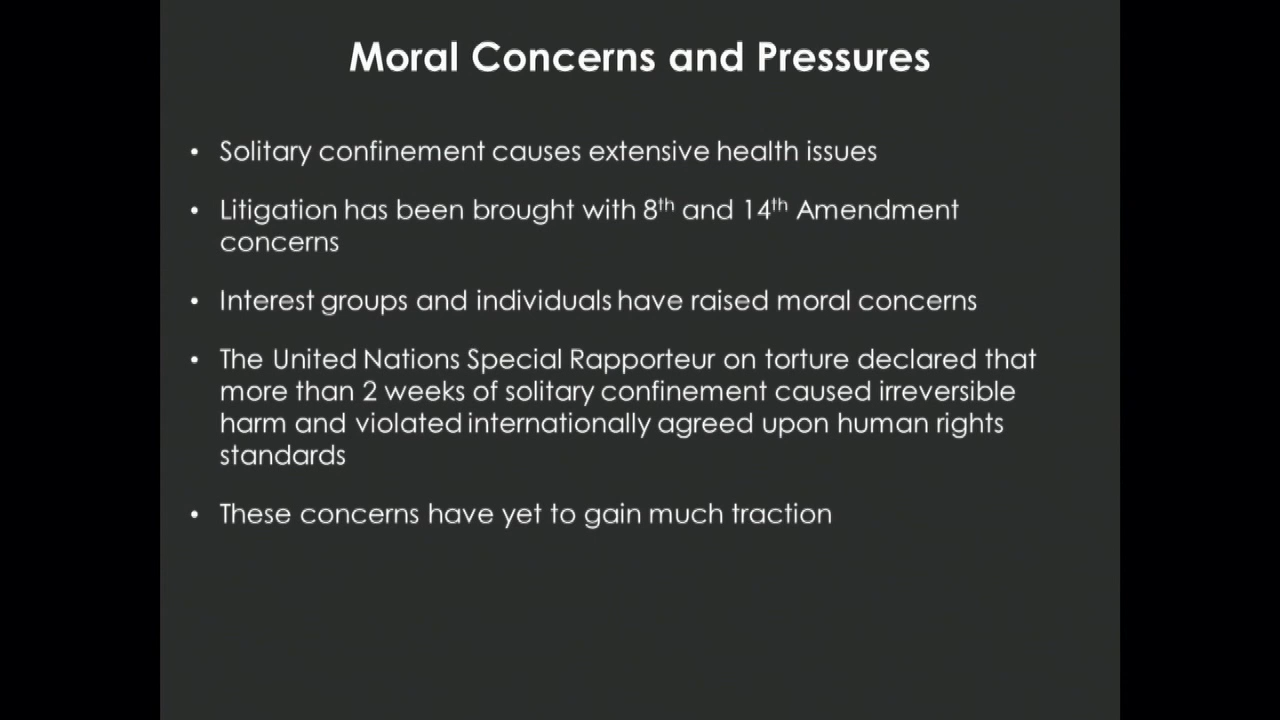 Moral Concerns and Pressures
• Solitary confinement causes extensive health issues
• Litigation has been brought with 8th and 14th Amendment
concerns
• Interest groups and individuals have raised moral concerns
• The United Nations Special Rapporteur on torture declared that
more than 2 weeks of solitary confinement caused irreversible
harm and violated internationally agreed upon human rights
standards
• These concerns have yet to gain much traction